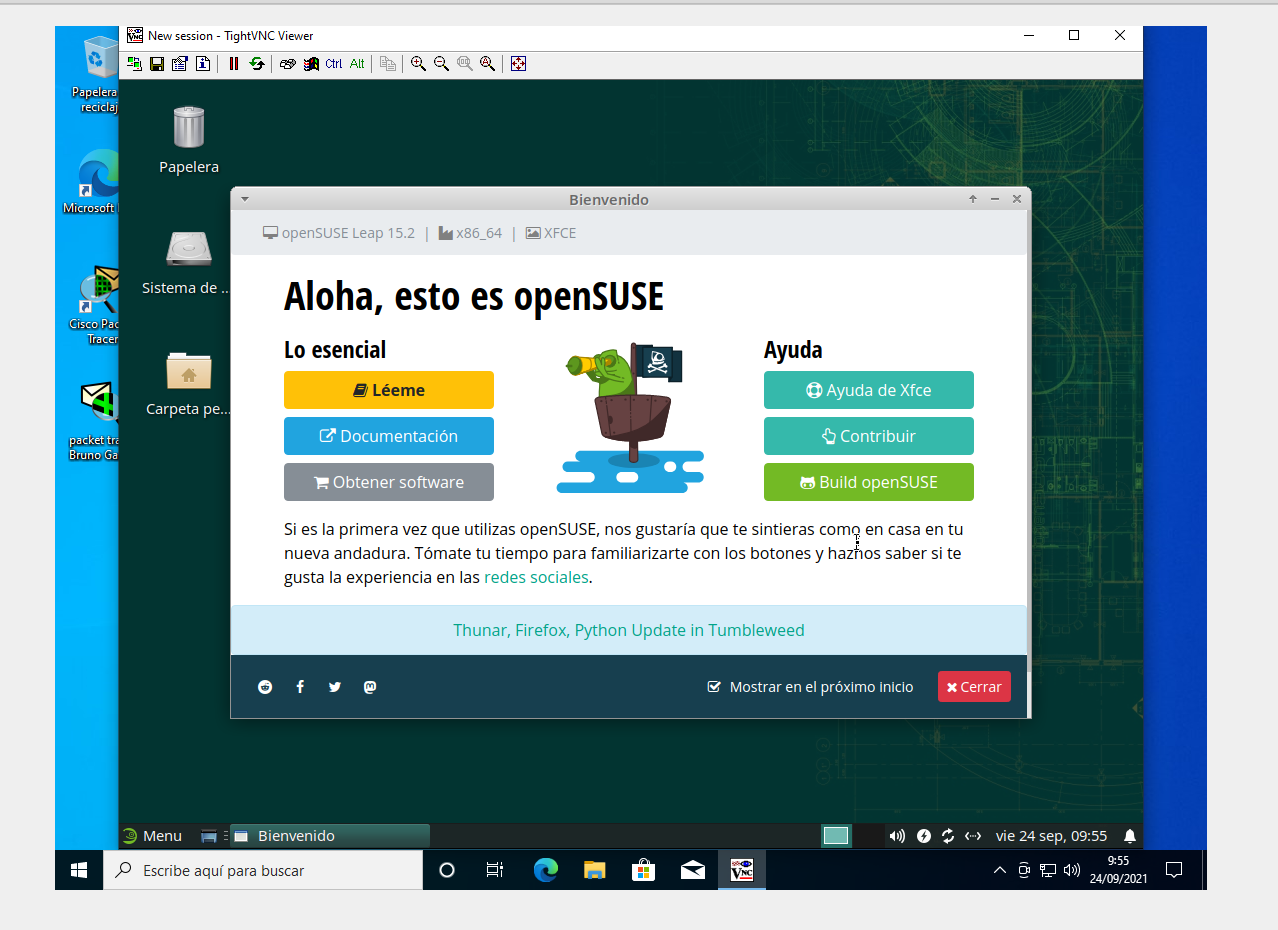 New session - TightVNC Viewer
Ctrl Alt
Papelera
reciclaj
Microsoft
Cisco Pac
Tracer
packet tra
Bruno Ga
Papelera
Sistema de ...
Carpeta pe...
Bienvenido
openSUSE Leap 15.2 | x86_64 | XFCE
Aloha, esto es openSUSE
Lo esencial
Léeme
Documentación
Obtener software
Ayuda
Ayuda de Xfce
Contribuir
Build openSUSE
Si es la primera vez que utilizas openSUSE, nos gustaría que te sintieras como en casa en tu
nueva andadura. Tómate tu tiempo para familiarizarte con los botones y haznos saber si te
gusta la experiencia en las redes sociales.
Thunar, Firefox, Python Update in Tumbleweed
Mostrar en el próximo inicio
Cerrar
Menu
Bienvenido
vie 24 sep, 09:55
Escribe aquí para buscar
9:55
24/09/2021